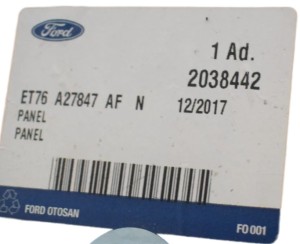 Ford
1 Ad.
2038442
ET76 A27847 AF N 12/2017
PANEL
PANEL
FORD OTOSAN
FO 001